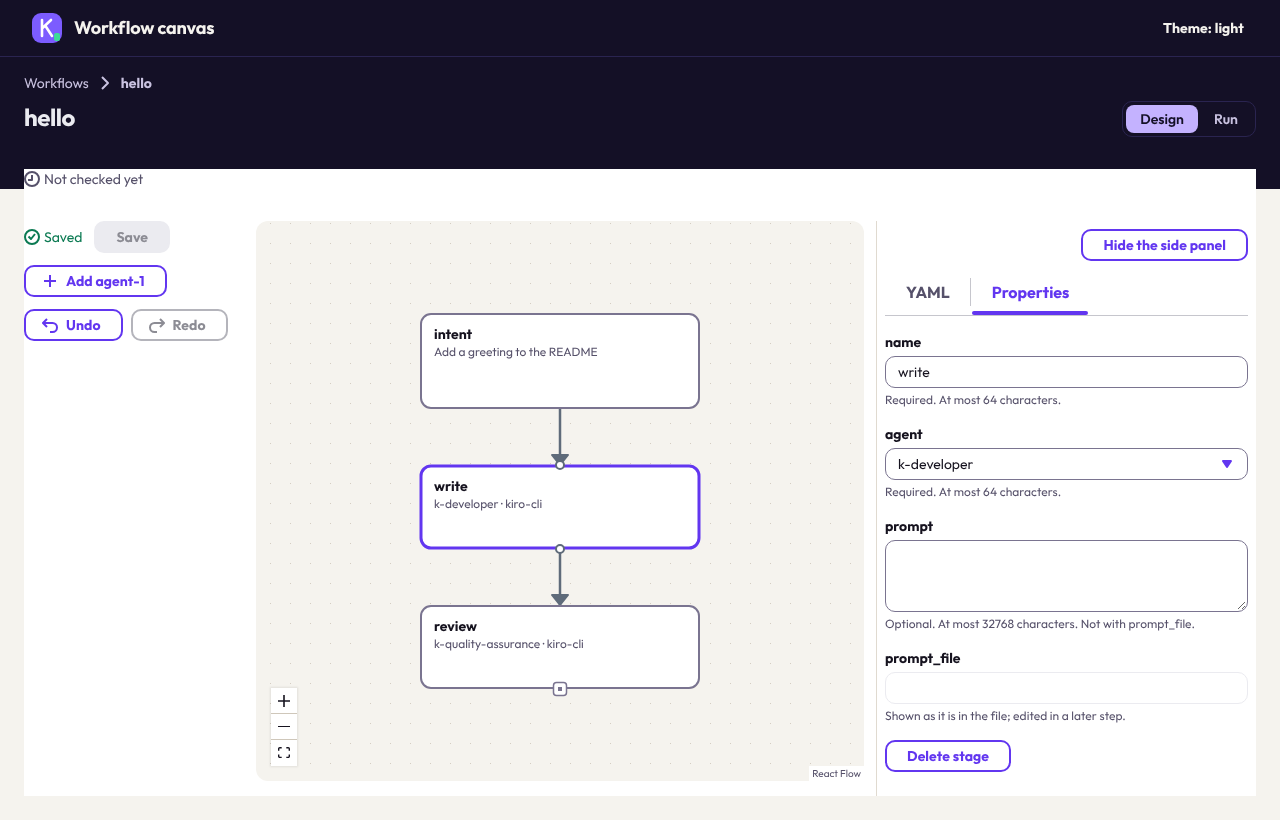 K Workflow canvas
Theme: light
Workflows > hello
hello
Design
Run
Not checked yet
Saved
Save
Add agent-1
Undo
Redo
intent
Add a greeting to the README
write
k-developer · kiro-cli
review
k-quality-assurance · kiro-cli
React Flow
Hide the side panel
YAML
Properties
name
write
Required. At most 64 characters.
agent
k-developer
Required. At most 64 characters.
prompt
Optional. At most 32768 characters. Not with prompt_file.
prompt_file
Shown as it is in the file; edited in a later step.
Delete stage